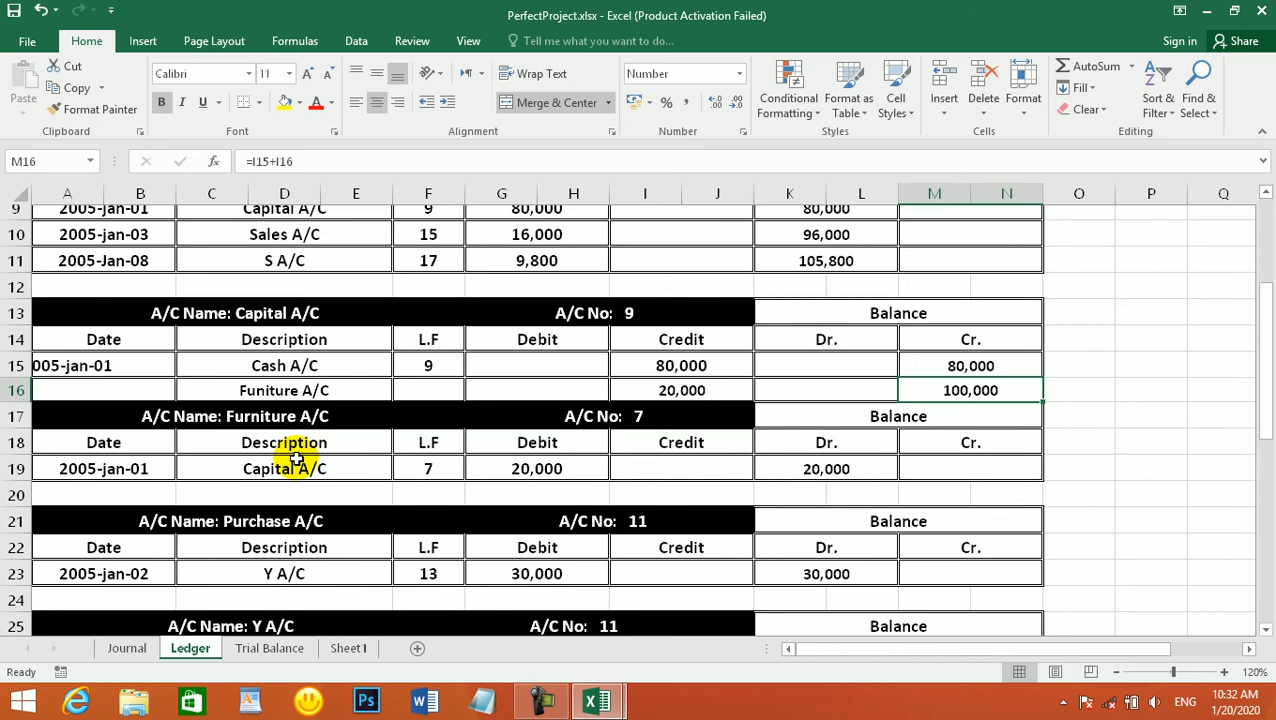 PerfectProject.xlsx - Excel (Product Activation Failed)
File Home Insert Page Layout Formulas Data Review View Tell me what you want to do... Sign in Share
Paste Cut Copy Format Painter Clipboard
Calibri 11 B I U A Font
Wrap Text Merge & Center Alignment
Number % , Number
Conditional Formatting Format as Table Cell Styles Styles
Insert Delete Format Cells
AutoSum Fill Clear Sort & Filter Find & Select Editing
M16 fx =I15+I16
A B C D E F G H I J K L M N O P Q
9 2005-jan-01 Capital A/C 9 80,000 80,000
10 2005-jan-03 Sales A/C 15 16,000 96,000
11 2005-Jan-08 S A/C 17 9,800 105,800
12
13 A/C Name: Capital A/C A/C No: 9 Balance
14 Date Description L.F Debit Credit Dr. Cr.
15 005-jan-01 Cash A/C 9 80,000 80,000
16 Funiture A/C 20,000 100,000
17 A/C Name: Furniture A/C A/C No: 7 Balance
18 Date Description L.F Debit Credit Dr. Cr.
19 2005-jan-01 Capital A/C 7 20,000 20,000
20
21 A/C Name: Purchase A/C A/C No: 11 Balance
22 Date Description L.F Debit Credit Dr. Cr.
23 2005-jan-02 Y A/C 13 30,000 30,000
24
25 A/C Name: Y A/C A/C No: 11 Balance
Journal Ledger Trial Balance Sheet1
Ready 120%
ENG 10:32 AM
1/20/2020